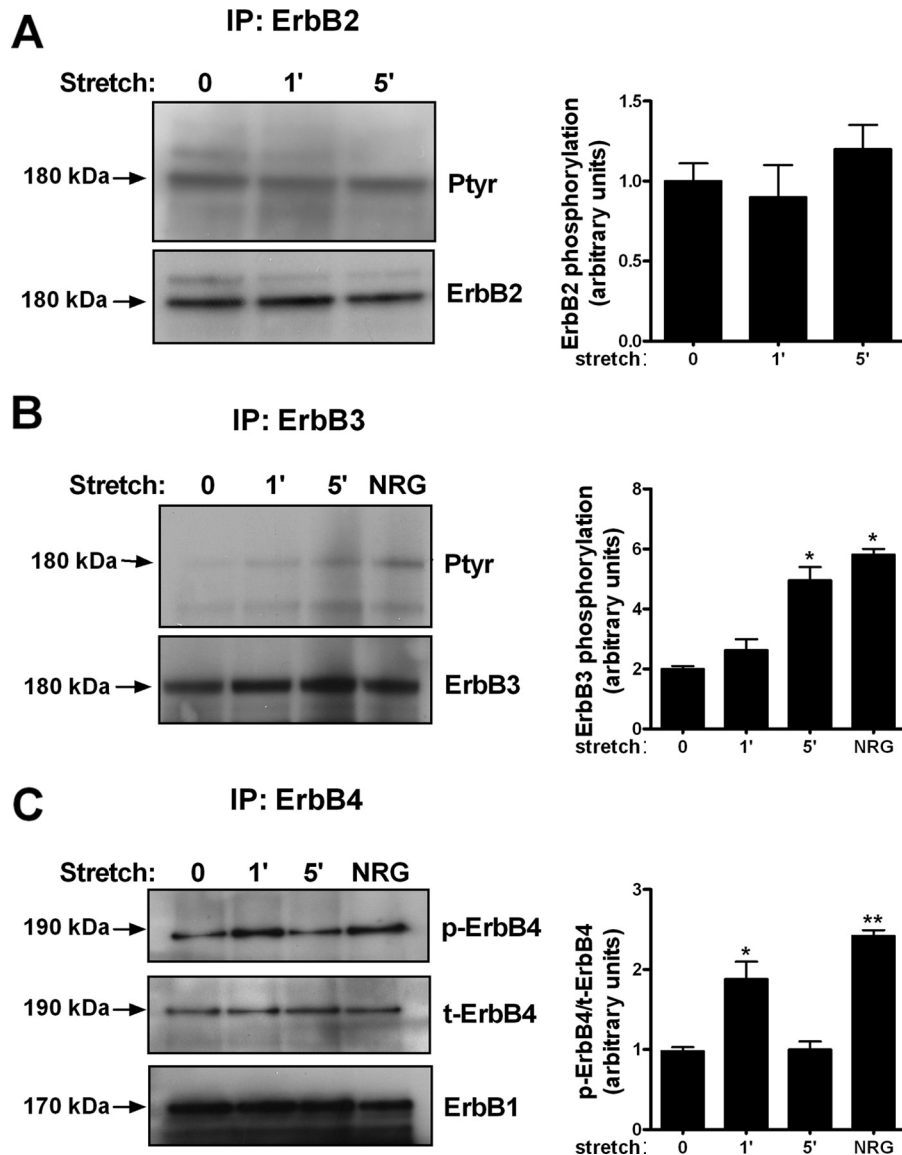 A
IP: ErbB2
Stretch: 0 1' 5'
180 kDa
Ptyr
180 kDa
ErbB2
ErbB2 phosphorylation
(arbitrary units)
1.5
1.0
0.5
0.0
stretch: 0 1' 5'
B
IP: ErbB3
Stretch: 0 1' 5' NRG
180 kDa
Ptyr
180 kDa
ErbB3
ErbB3 phosphorylation
(arbitrary units)
8
6
4
2
0
* *
stretch: 0 1' 5' NRG
C
IP: ErbB4
Stretch: 0 1' 5' NRG
190 kDa
p-ErbB4
190 kDa
t-ErbB4
170 kDa
ErbB1
p-ErbB4/t-ErbB4
(arbitrary units)
3
2
1
0
* **
stretch: 0 1' 5' NRG